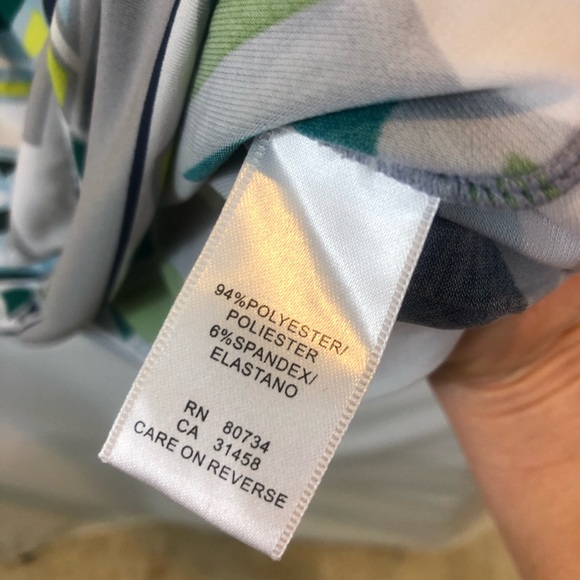 94%POLYESTER/
POLIESTER
6%SPANDEX/
ELASTANO
RN 80734
CA 31458
CARE ON REVERSE